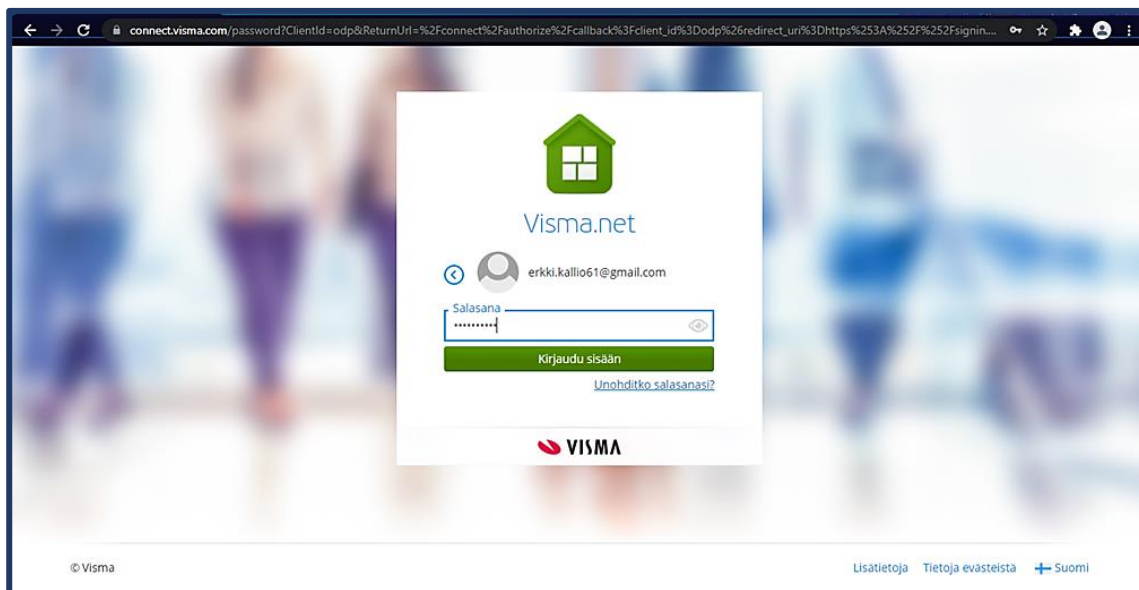 connect.visma.com/password?ClientId=odp&ReturnUrl=%2Fconnect%2Fauthorize%2Fcallback%3Fclient_id%3Dodp%26redirect_uri%3Dhttps%253A%252F%252Fsignin....
Visma.net
erkki.kallio61@gmail.com
Salasana
••••••••••
Kirjaudu sisään
Unohditko salasanasi?
VISMA
© Visma
Lisätietoja Tietoja evästeistä Suomi